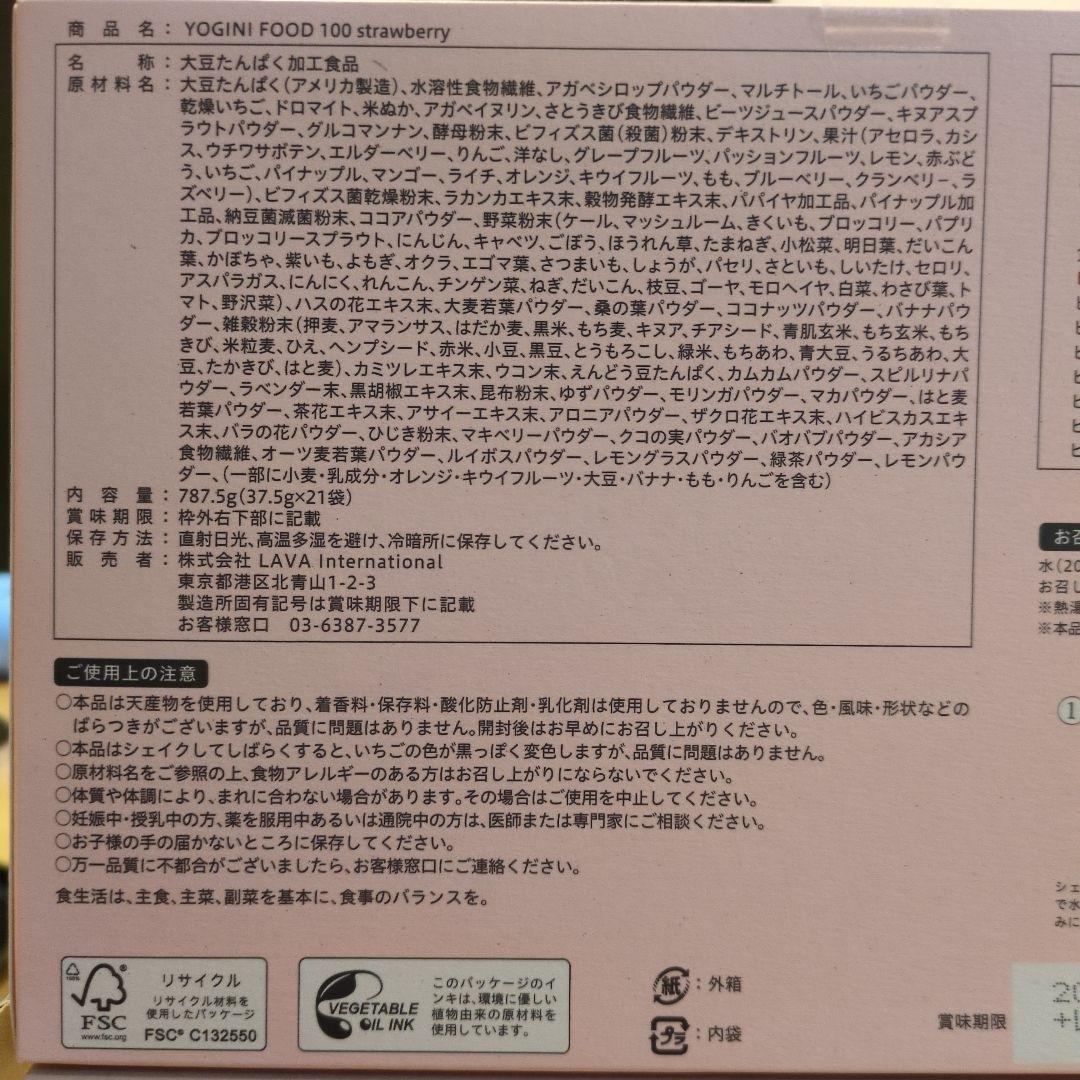 商品名：YOGINI FOOD 100 strawberry
名称：大豆たんぱく加工食品
原材料名：大豆たんぱく（アメリカ製造）、水溶性食物繊維、アガベシロップパウダー、マルチトール、いちごパウダー、
乾燥いちご、ドロマイト、米ぬか、アガベイヌリン、さとうきび食物繊維、ビーツジュースパウダー、キヌアスプ
ラウトパウダー、グルコマンナン、酵母粉末、ビフィズス菌（殺菌）粉末、デキストリン、果汁（アセロラ、カシ
ス、ウチワサボテン、エルダーベリー、りんご、洋なし、グレープフルーツ、パッションフルーツ、レモン、赤ぶど
う、いちご、パイナップル、マンゴー、ライチ、オレンジ、キウイフルーツ、もも、ブルーベリー、クランベリー、ラ
ズベリー）、ビフィズス菌乾燥粉末、ラカンカエキス末、穀物発酵エキス末、パパイヤ加工品、パイナップル加
工品、納豆菌滅菌粉末、ココアパウダー、野菜粉末（ケール、マッシュルーム、きくいも、ブロッコリー、パプリ
カ、ブロッコリースプラウト、にんじん、キャベツ、ごぼう、ほうれん草、たまねぎ、小松菜、明日葉、だいこん
葉、かぼちゃ、紫いも、よもぎ、オクラ、エゴマ葉、さつまいも、しょうが、パセリ、さといも、しいたけ、セロリ、
アスパラガス、にんにく、れんこん、チンゲン菜、ねぎ、だいこん、枝豆、ゴーヤ、モロヘイヤ、白菜、わさび葉、ト
マト、野沢菜）、ハスの花エキス末、大麦若葉パウダー、桑の葉パウダー、ココナッツパウダー、バナナパウ
ダー、雑穀粉末（押麦、アマランサス、はだか麦、黒米、もち麦、キヌア、チアシード、青肌玄米、もち玄米、もち
きび、米粒麦、ひえ、ヘンプシード、赤米、小豆、黒豆、とうもろこし、緑米、もちあわ、青大豆、うるちあわ、大
豆、たかきび、はと麦）、カミツレエキス末、ウコン末、えんどう豆たんぱく、カムカムパウダー、スピルリナパ
ウダー、ラベンダー末、黒胡椒エキス末、昆布粉末、ゆずパウダー、モリンガパウダー、マカパウダー、はと麦
若葉パウダー、茶花エキス末、アサイーエキス末、アロニアパウダー、ザクロ花エキス末、ハイビスカスエキ
ス末、バラの花パウダー、ひじき粉末、マキベリーパウダー、クコの実パウダー、バオバブパウダー、アカシア
食物繊維、オーツ麦若葉パウダー、ルイボスパウダー、レモングラスパウダー、緑茶パウダー、レモンパウ
ダー、（一部に小麦・乳成分・オレンジ・キウイフルーツ・大豆・バナナ・もも・りんごを含む）
内容量：787.5g（37.5g×21袋）
賞味期限：枠外右下部に記載
保存方法：直射日光、高温多湿を避け、冷暗所に保存してください。
販売者：株式会社 LAVA International
東京都港区北青山1-2-3
製造所固有記号は賞味期限下に記載
お客様窓口 03-6387-3577
ご使用上の注意
○本品は天産物を使用しており、着香料・保存料・酸化防止剤・乳化剤は使用しておりませんので、色・風味・形状などの
ばらつきがございますが、品質に問題はありません。開封後はお早めにお召し上がりください。
○本品はシェイクしてしばらくすると、いちごの色が黒っぽく変色しますが、品質に問題はありません。
○原材料名をご参照の上、食物アレルギーのある方はお召し上がりにならないでください。
○体質や体調により、まれに合わない場合があります。その場合はご使用を中止してください。
○妊娠中・授乳中の方、薬を服用中あるいは通院中の方は、医師または専門家にご相談ください。
○お子様の手の届かないところに保存してください。
○万一品質に不都合がございましたら、お客様窓口にご連絡ください。
食生活は、主食、主菜、副菜を基本に、食事のバランスを。
100%
FSC
www.fsc.org
リサイクル
リサイクル材料を
使用したパッケージ
FSC® C132550
VEGETABLE
OIL INK
このパッケージのイ
ンキは、環境に優しい
植物由来の原材料を
使用しています。
紙：外箱
プラ：内袋
賞味期限
お召
水（20
お召し
※熱湯
※本品
①
シェ
で水
みに